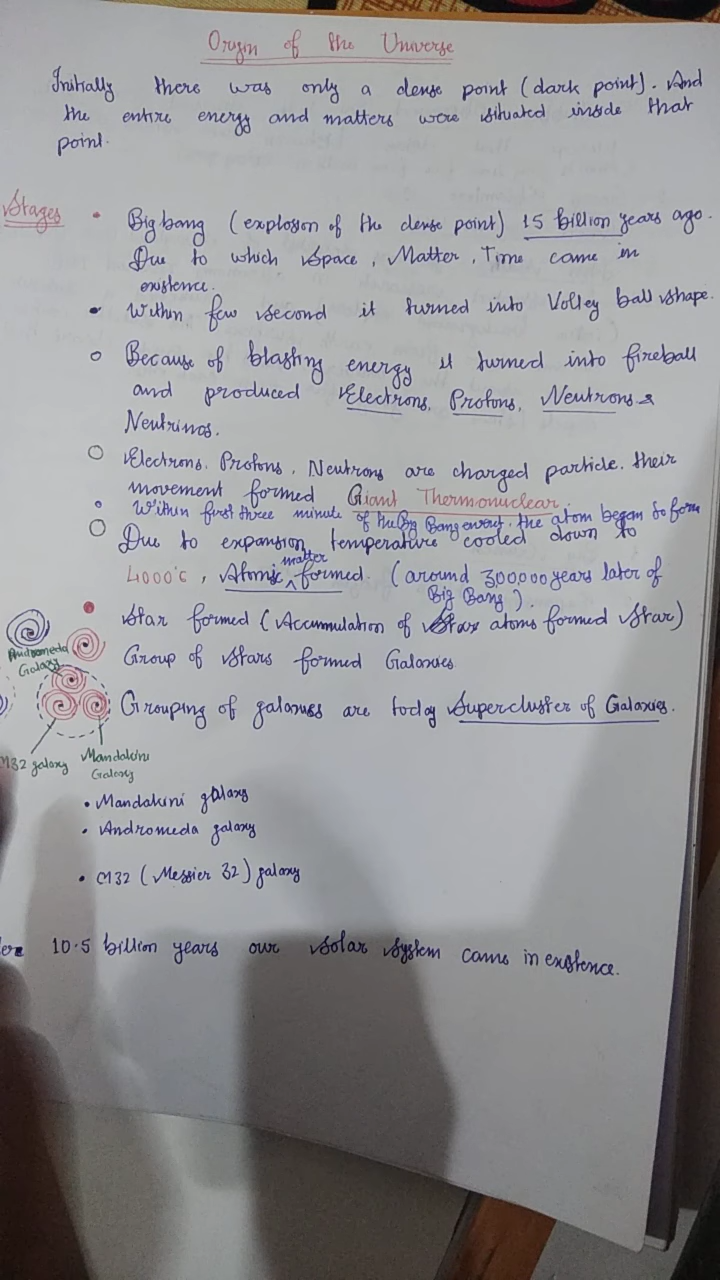 Origin of the Universe
Initially there was only a dense point (dark point). And
the entire energy and matters were situated inside that
point.
Stages
• Big bang (explosion of the dense point) 15 billion years ago.
Due to which Space, Matter, Time came in
existence.
• Within few second it turned into Volley ball shape.
Because of blasting energy it turned into fireball
and produced Electrons, Protons, Neutrons &
Neutrinos.
Electrons, Protons, Neutrons are charged particle. their
movement formed Giant Thermonuclear.
Within first three minute of the Big Bang event. the atom began to form
Due to expansion temperature cooled down to
4000°c, Atomic matter formed. (around 300,000 years later of
Big Bang).
Star formed (Accumulation of atoms formed Star)
Andromeda
Galaxy
Group of Stars formed Galaxies
Grouping of galaxies are today Supercluster of Galaxies.
M32 galaxy
Mandakini
Galaxy
• Mandakini galaxy
• Andromeda galaxy
• M32 (Messier 32) galaxy
10.5 billion years our Solar System came in existence.